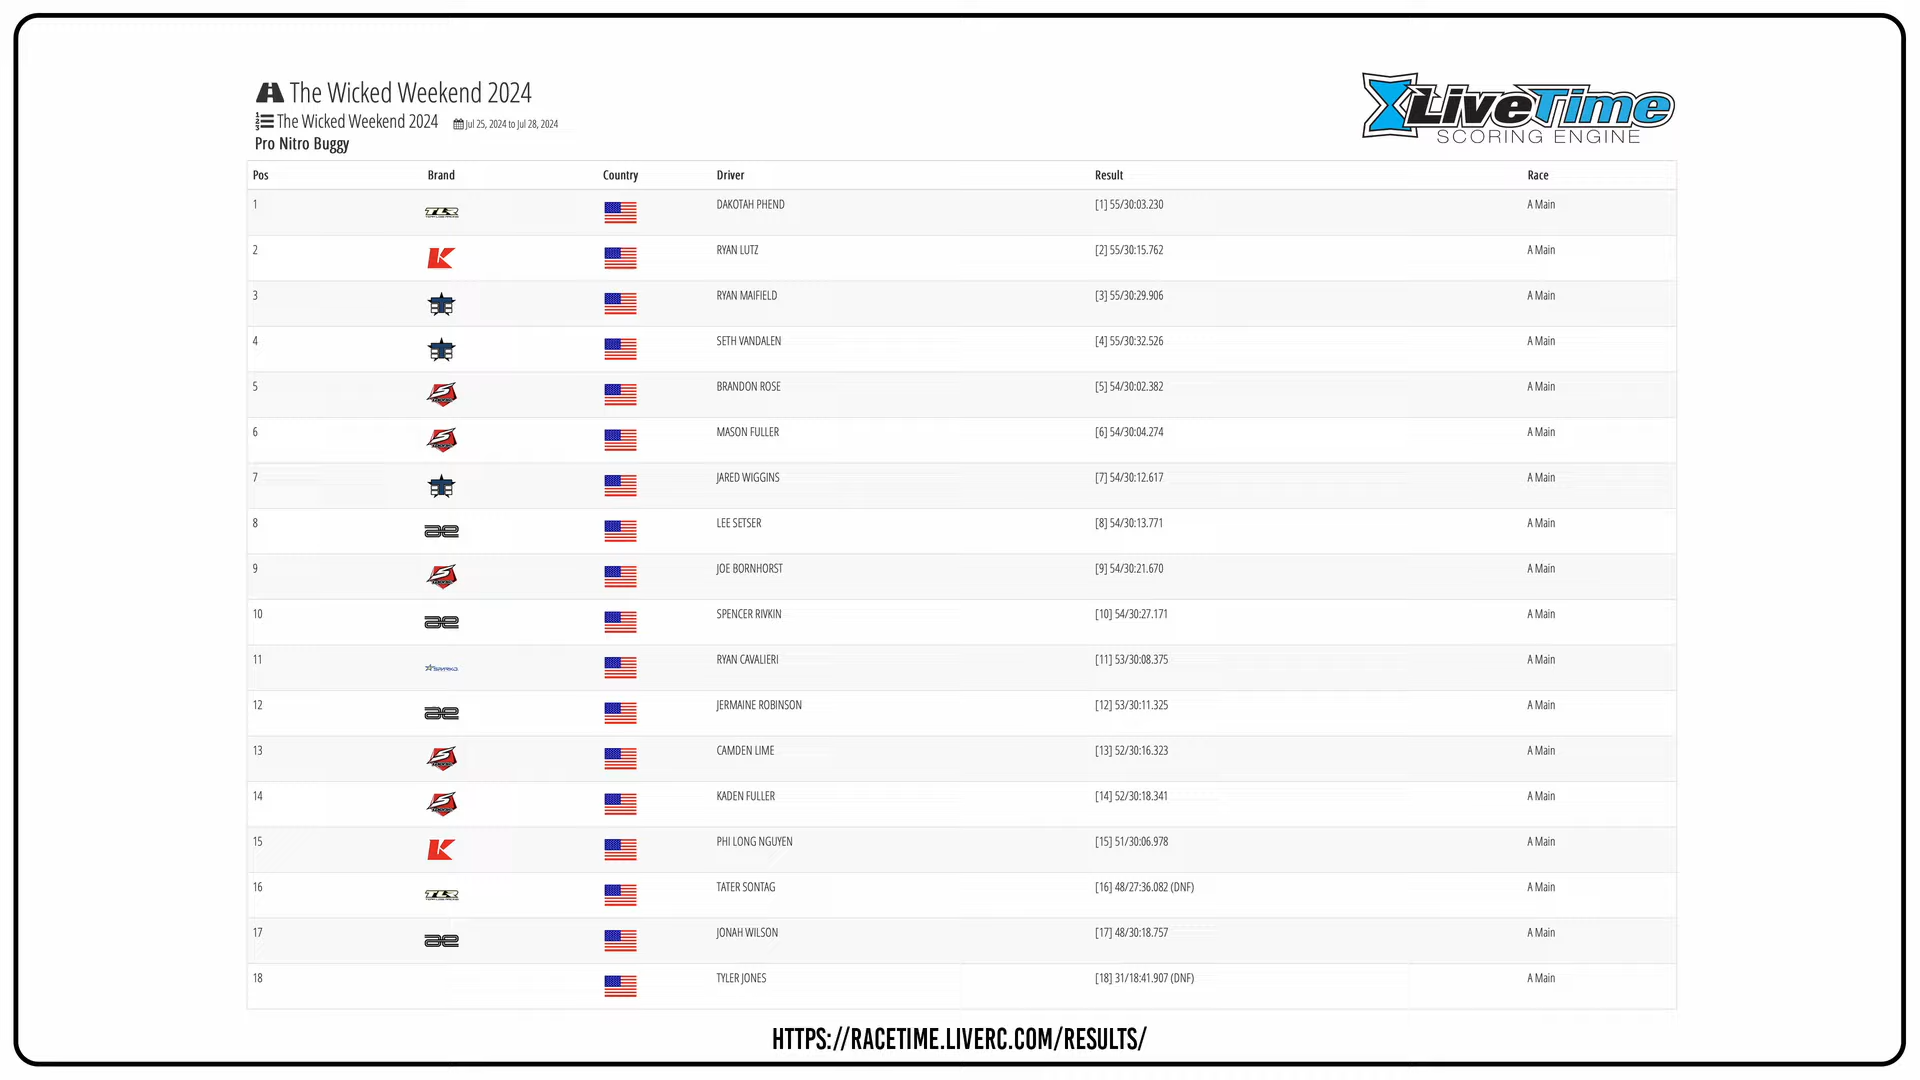 The Wicked Weekend 2024
The Wicked Weekend 2024 Jul 25, 2024 to Jul 28, 2024
Pro Nitro Buggy
LiveTime
SCORING ENGINE
Pos Brand Country Driver Result Race
1 TLR DAKOTAH PHEND [1] 55/30:03.230 A Main
2 K RYAN LUTZ [2] 55/30:15.762 A Main
3 RYAN MAIFIELD [3] 55/30:29.906 A Main
4 SETH VANDALEN [4] 55/30:32.526 A Main
5 BRANDON ROSE [5] 54/30:02.382 A Main
6 MASON FULLER [6] 54/30:04.274 A Main
7 JARED WIGGINS [7] 54/30:12.617 A Main
8 ae LEE SETSER [8] 54/30:13.771 A Main
9 JOE BORNHORST [9] 54/30:21.670 A Main
10 ae SPENCER RIVKIN [10] 54/30:27.171 A Main
11 RYAN CAVALIERI [11] 53/30:08.375 A Main
12 ae JERMAINE ROBINSON [12] 53/30:11.325 A Main
13 CAMDEN LIME [13] 52/30:16.323 A Main
14 KADEN FULLER [14] 52/30:18.341 A Main
15 K PHI LONG NGUYEN [15] 51/30:06.978 A Main
16 TLR TATER SONTAG [16] 48/27:36.082 (DNF) A Main
17 ae JONAH WILSON [17] 48/30:18.757 A Main
18 TYLER JONES [18] 31/18:41.907 (DNF) A Main
HTTPS://RACETIME.LIVERC.COM/RESULTS/